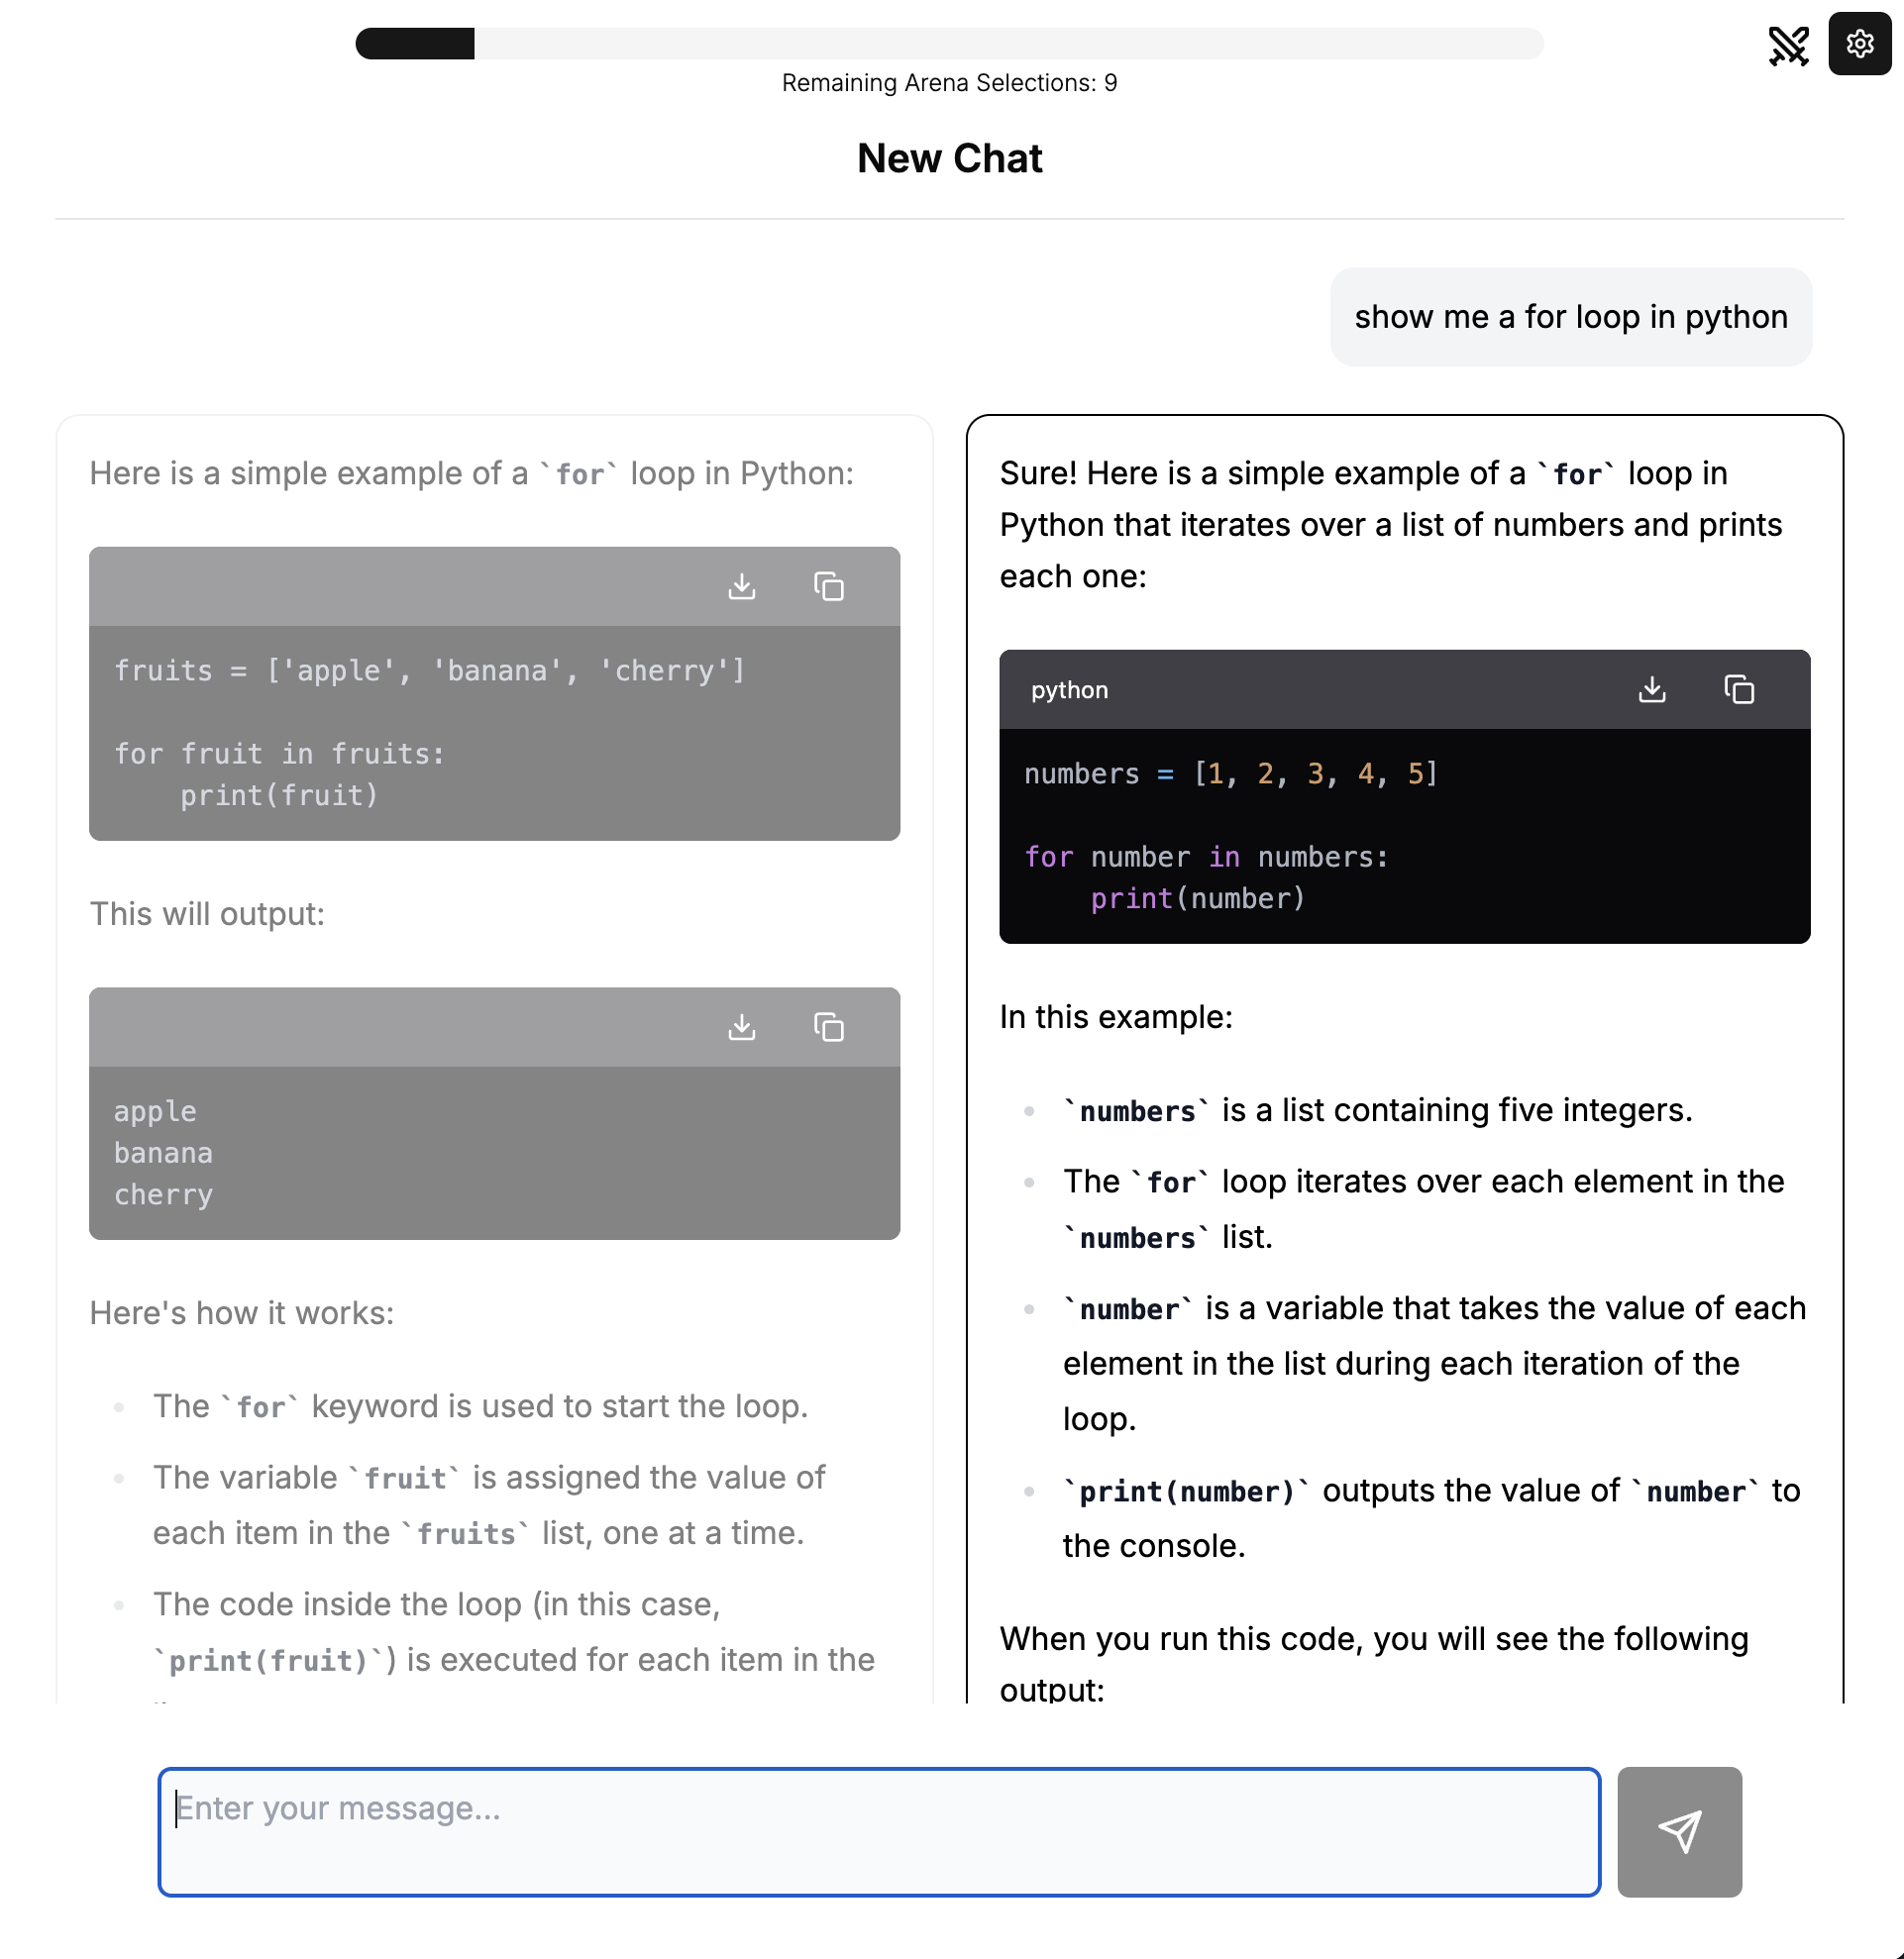 Remaining Arena Selections: 9
New Chat
show me a for loop in python
Here is a simple example of a `for` loop in Python:
fruits = ['apple', 'banana', 'cherry']
for fruit in fruits:
    print(fruit)
This will output:
apple
banana
cherry
Here's how it works:
The `for` keyword is used to start the loop.
The variable `fruit` is assigned the value of
each item in the `fruits` list, one at a time.
The code inside the loop (in this case,
`print(fruit)`) is executed for each item in the
Sure! Here is a simple example of a `for` loop in
Python that iterates over a list of numbers and prints
each one:
python
numbers = [1, 2, 3, 4, 5]
for number in numbers:
    print(number)
In this example:
`numbers` is a list containing five integers.
The `for` loop iterates over each element in the
`numbers` list.
`number` is a variable that takes the value of each
element in the list during each iteration of the
loop.
`print(number)` outputs the value of `number` to
the console.
When you run this code, you will see the following
output:
Enter your message...